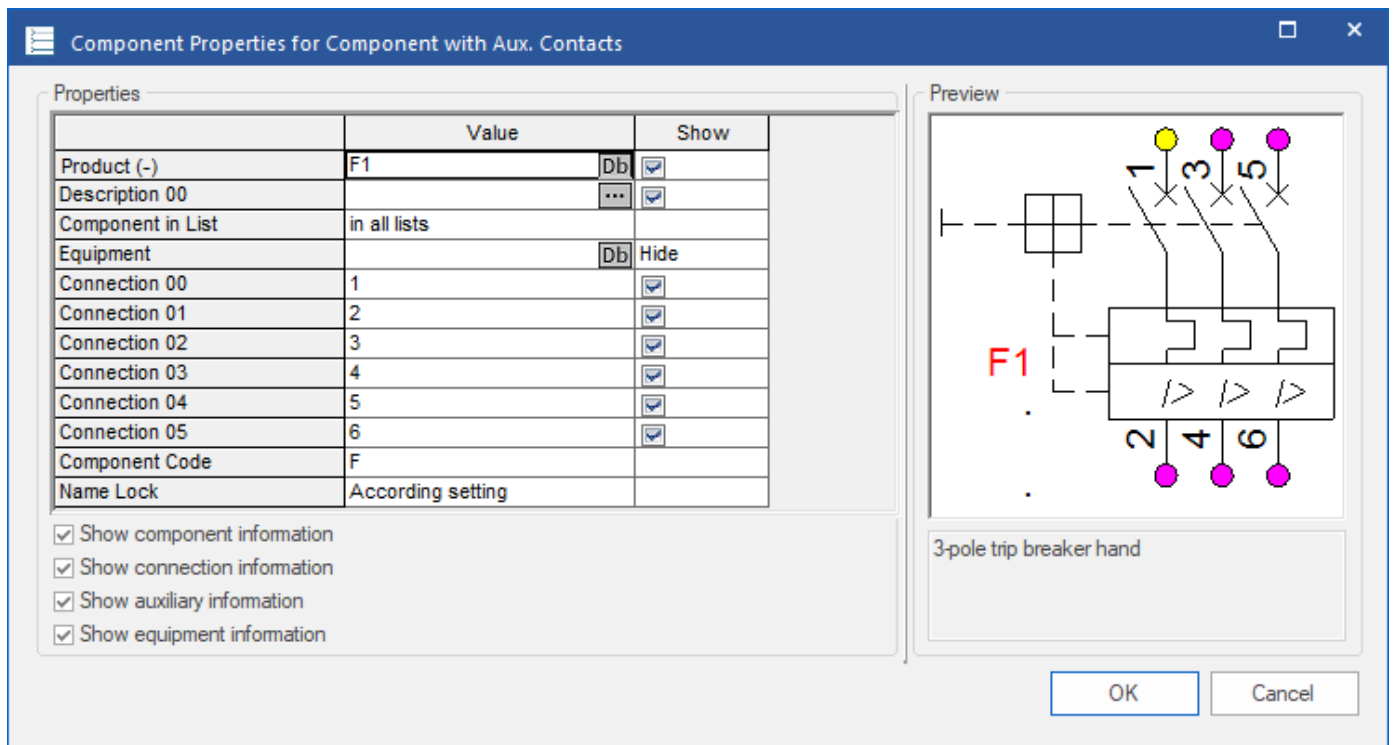 Component Properties for Component with Aux. Contacts
Properties
Value Show
Product (-) F1 Db
Description 00 ...
Component in List in all lists
Equipment Db Hide
Connection 00 1
Connection 01 2
Connection 02 3
Connection 03 4
Connection 04 5
Connection 05 6
Component Code F
Name Lock According setting
Show component information
Show connection information
Show auxiliary information
Show equipment information
Preview
1 3 5
F1
.
/> /> />
2 4 6
.
3-pole trip breaker hand
OK Cancel